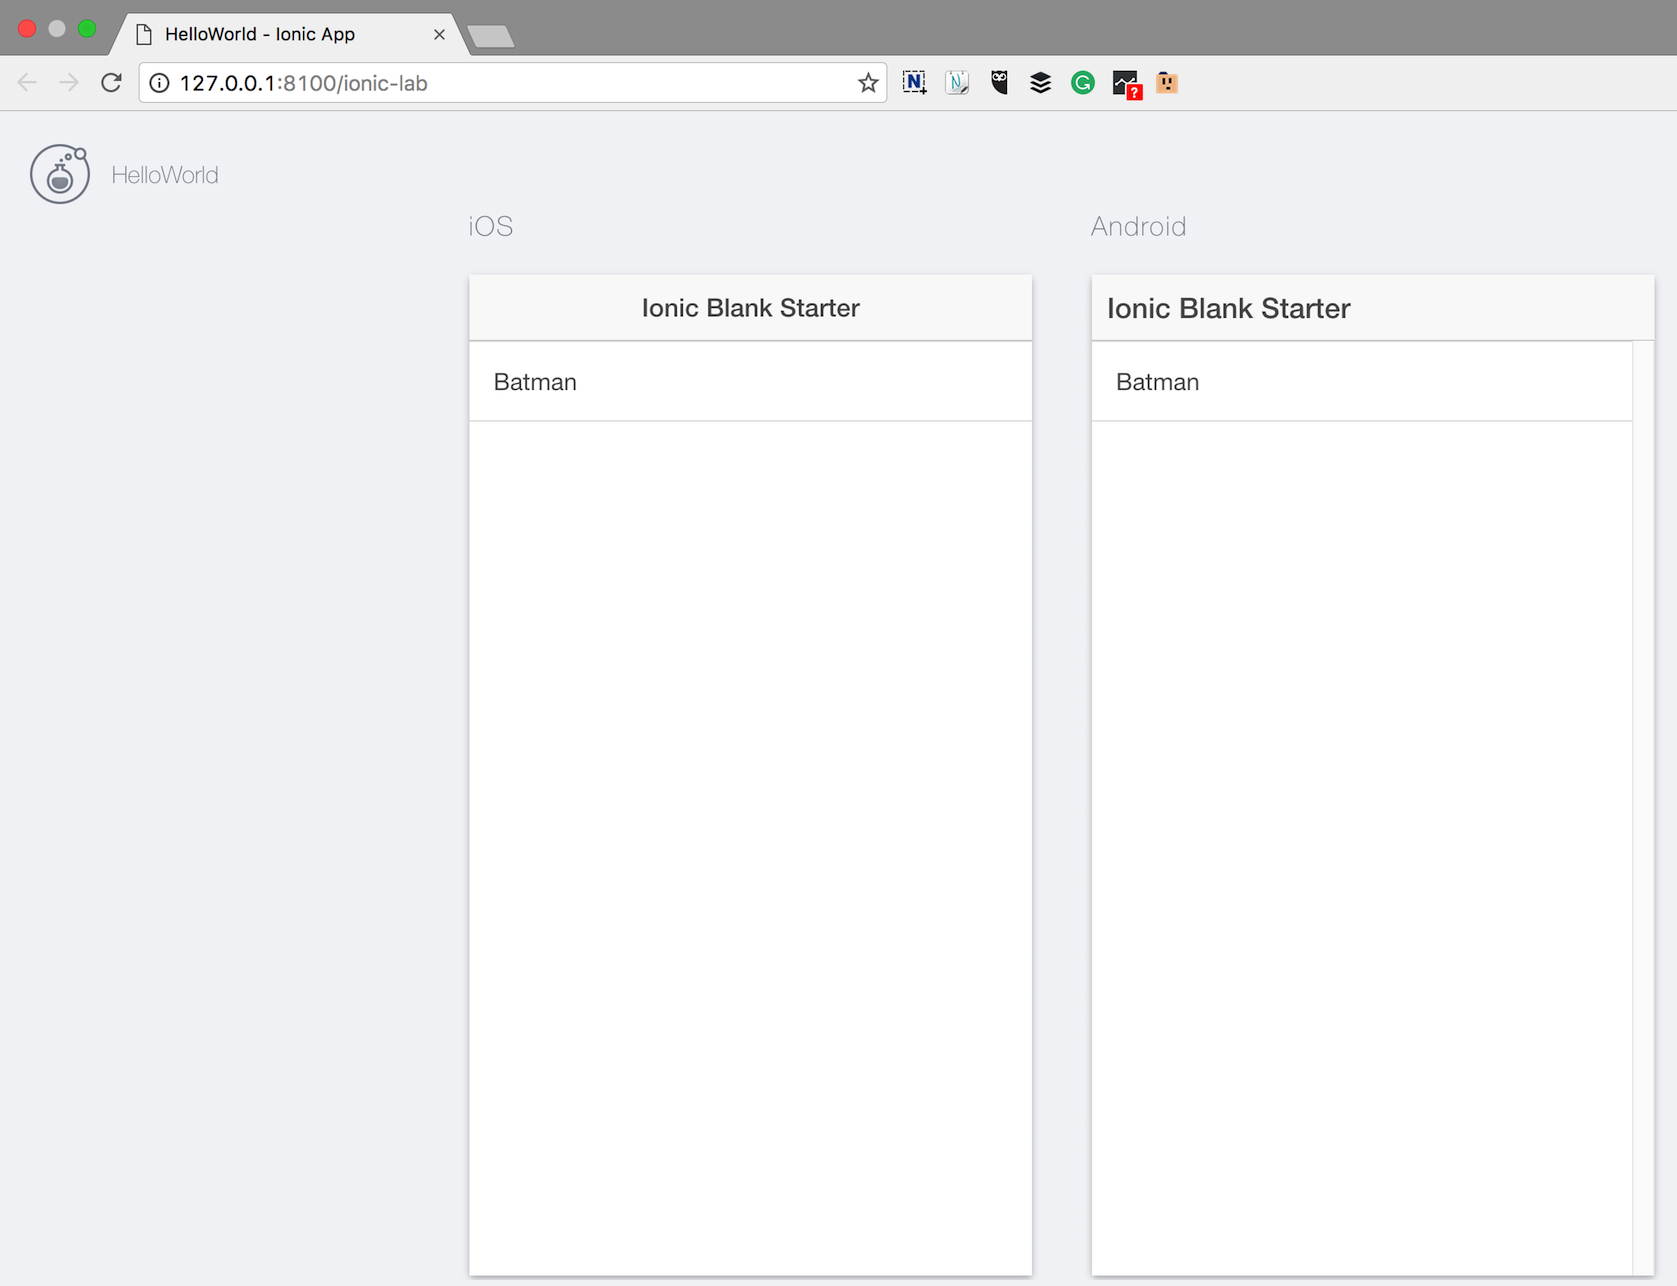 HelloWorld - Ionic App
127.0.0.1:8100/ionic-lab
N
N
G
?
HelloWorld
iOS
Android
Ionic Blank Starter
Ionic Blank Starter
Batman
Batman